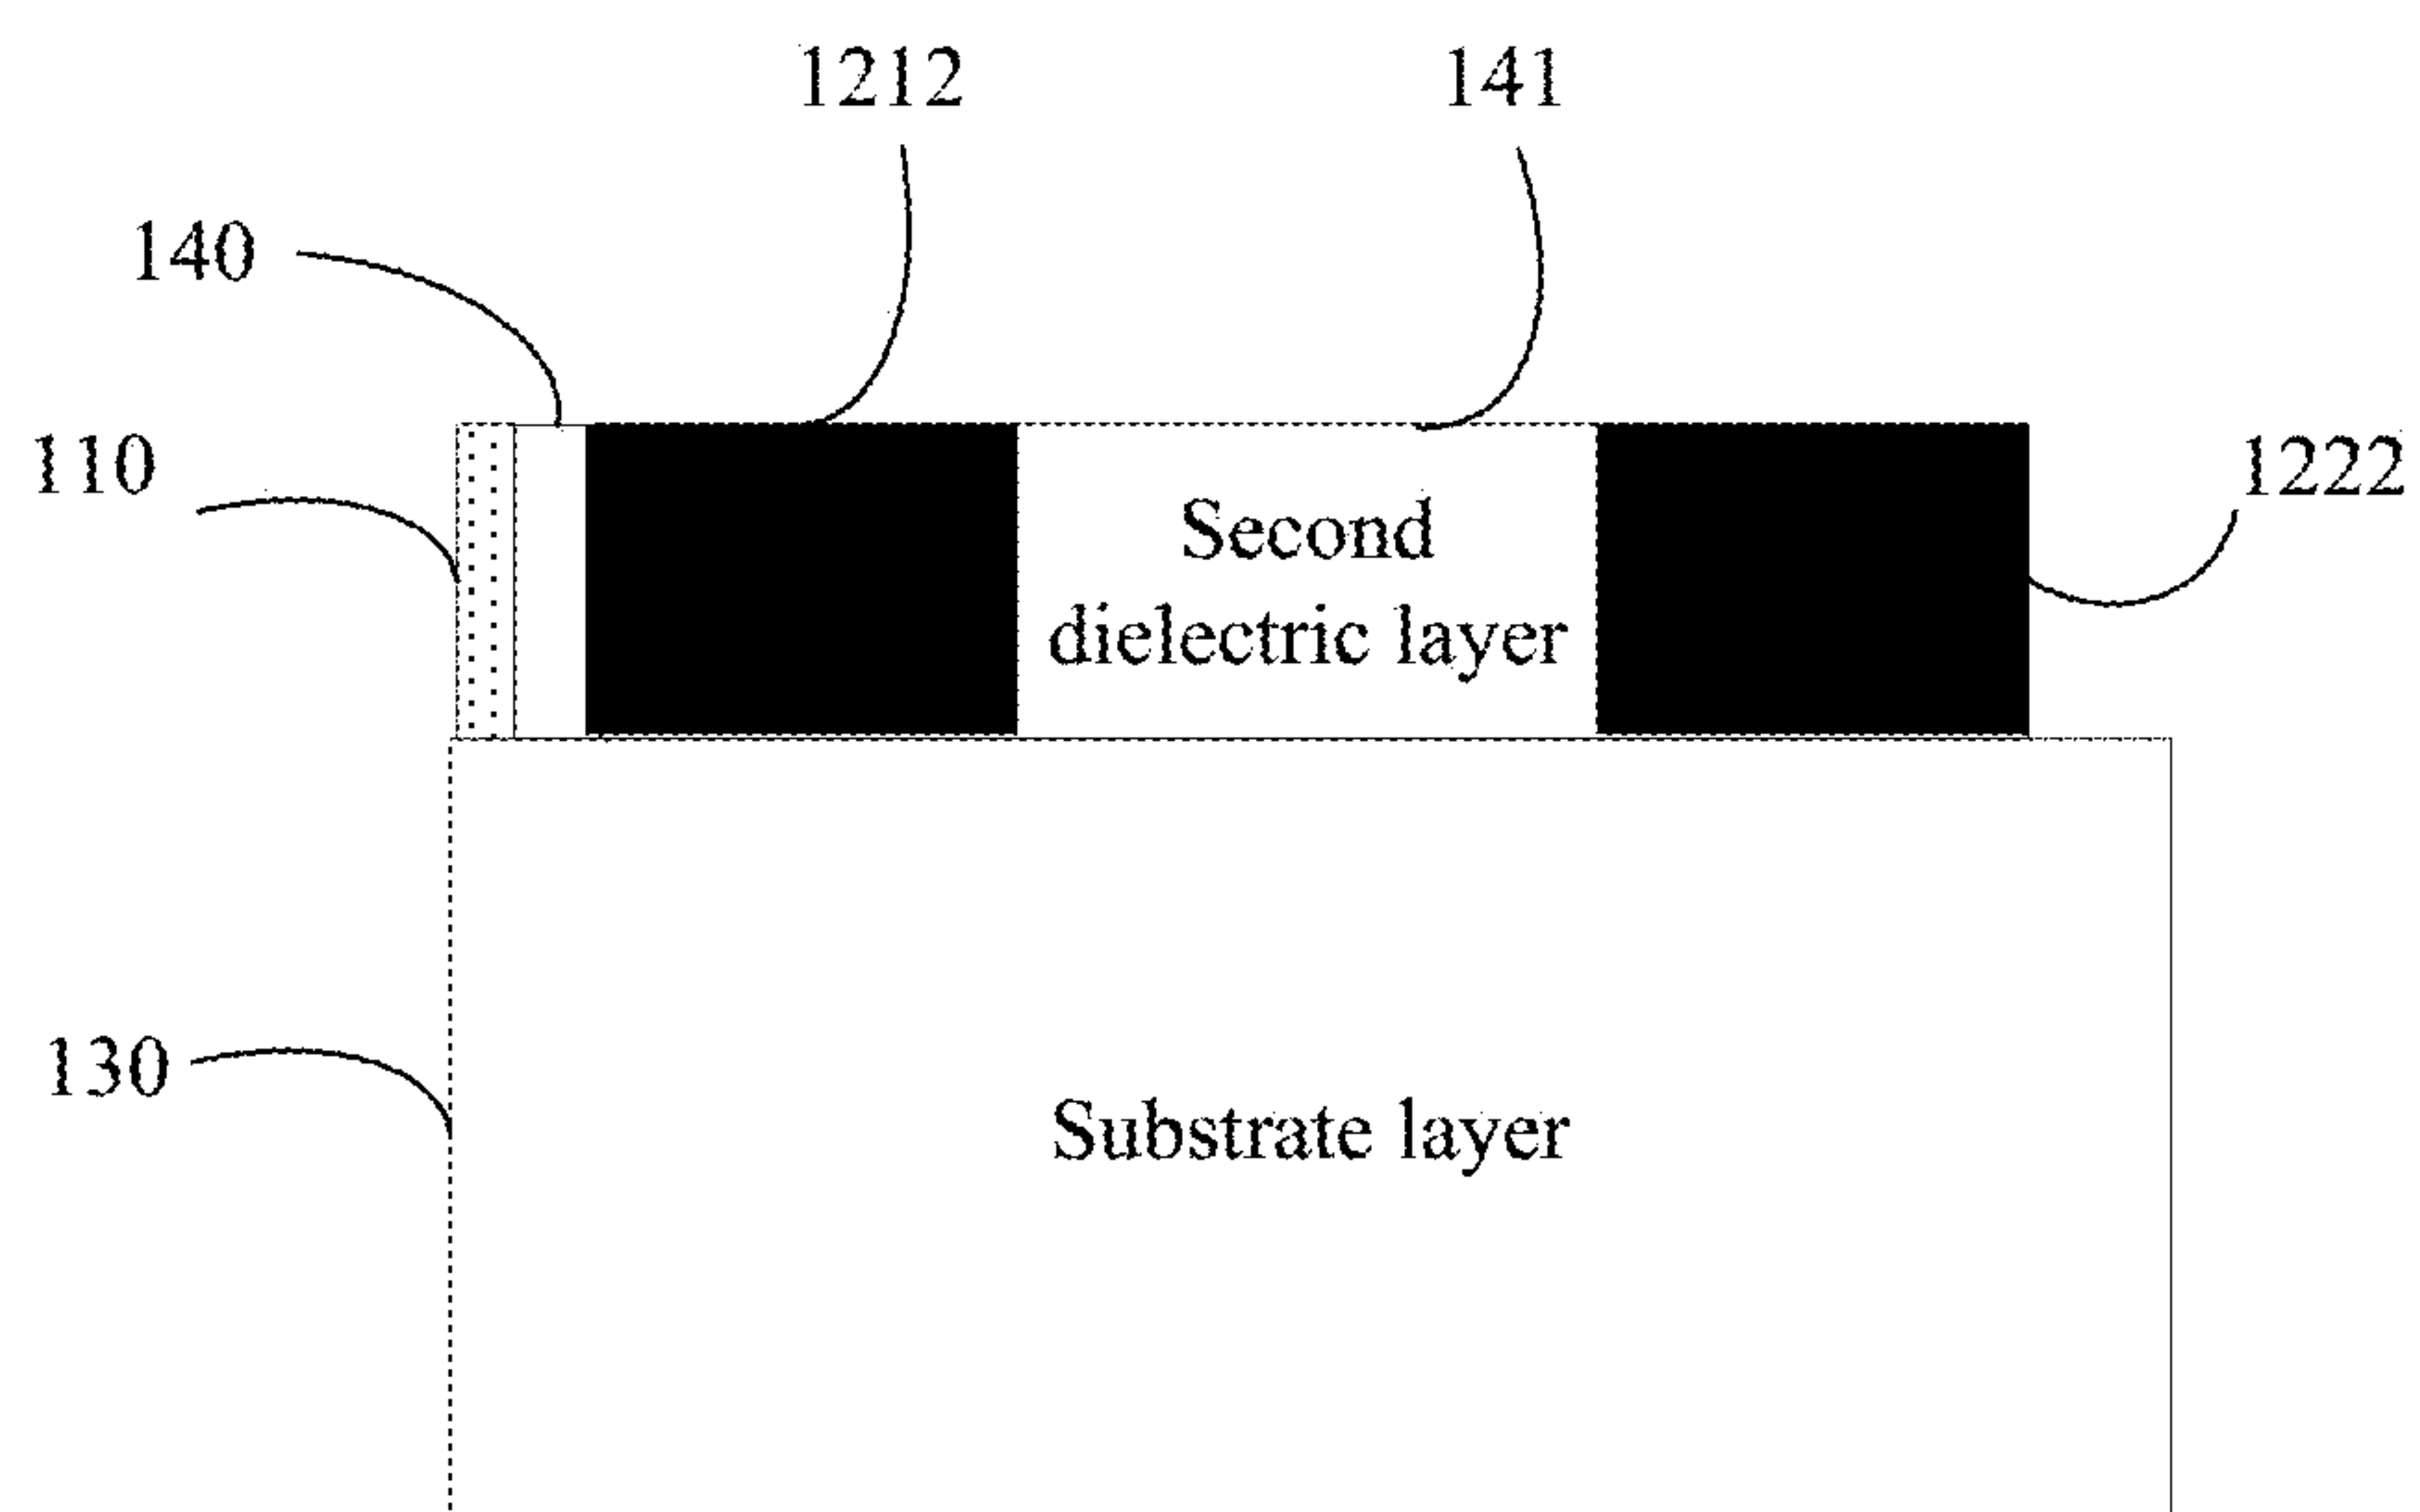 1212
141
140
110
1222
Second
dielectric layer
130
Substrate layer